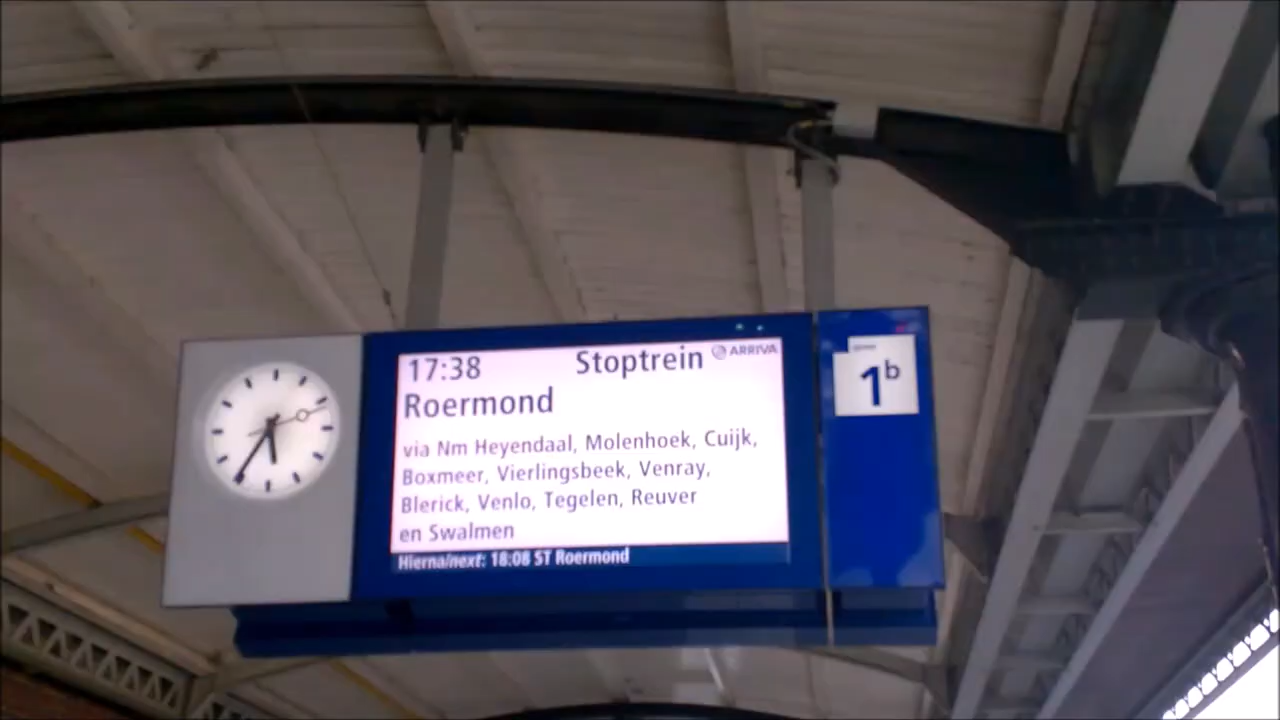 17:38 Stoptrein ARRIVA
Roermond
via Nm Heyendaal, Molenhoek, Cuijk,
Boxmeer, Vierlingsbeek, Venray,
Blerick, Venlo, Tegelen, Reuver
en Swalmen
Hierna/next: 18:08 ST Roermond
1b